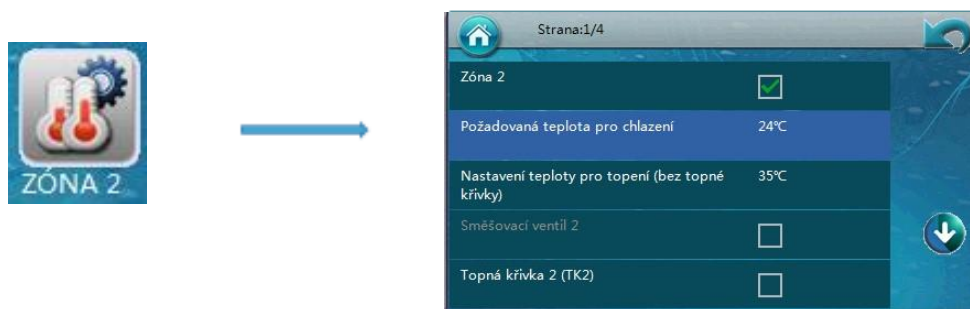 ZÓNA 2
Strana:1/4
Zóna 2
Požadovaná teplota pro chlazení 24℃
Nastavení teploty pro topení (bez topné 35℃
křivky)
Směšovací ventil 2
Topná křivka 2 (TK2)